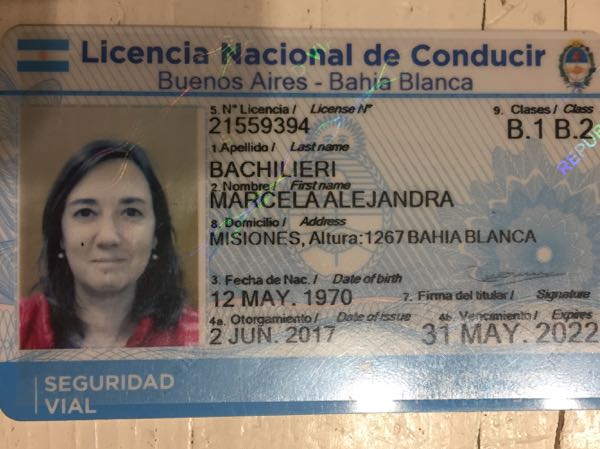 Licencia Nacional de Conducir
Buenos Aires - Bahia Blanca
5. N° Licencia / License N°
9. Clases / Class
21559394
B.1 B.2
1.Apellido / Last name
BACHILIERI
2. Nombre / First name
MARCELA ALEJANDRA
8. Domicilio / Address
MISIONES, Altura:1267 BAHIA BLANCA
3. Fecha de Nac. / Date of birth
12 MAY. 1970
7. Firma del titular / Signature
4a. Otorgamiento / Date of issue
4b. Vencimiento / Expires
2 JUN. 2017
31 MAY. 2022
SEGURIDAD
VIAL